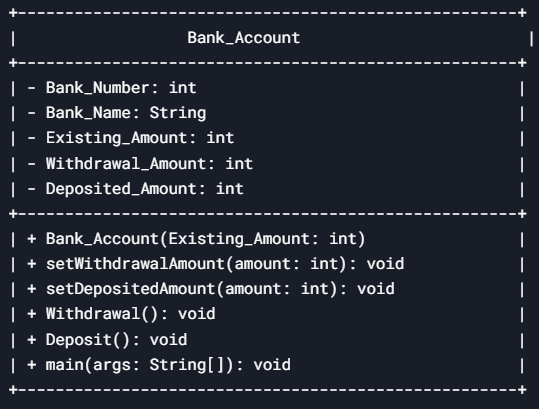 +----------------------------------------------------+
|                  Bank_Account                        |
+----------------------------------------------------+
| - Bank_Number: int                                 |
| - Bank_Name: String                                |
| - Existing_Amount: int                             |
| - Withdrawal_Amount: int                           |
| - Deposited_Amount: int                            |
+----------------------------------------------------+
| + Bank_Account(Existing_Amount: int)               |
| + setWithdrawalAmount(amount: int): void           |
| + setDepositedAmount(amount: int): void            |
| + Withdrawal(): void                               |
| + Deposit(): void                                  |
| + main(args: String[]): void                       |
+----------------------------------------------------+